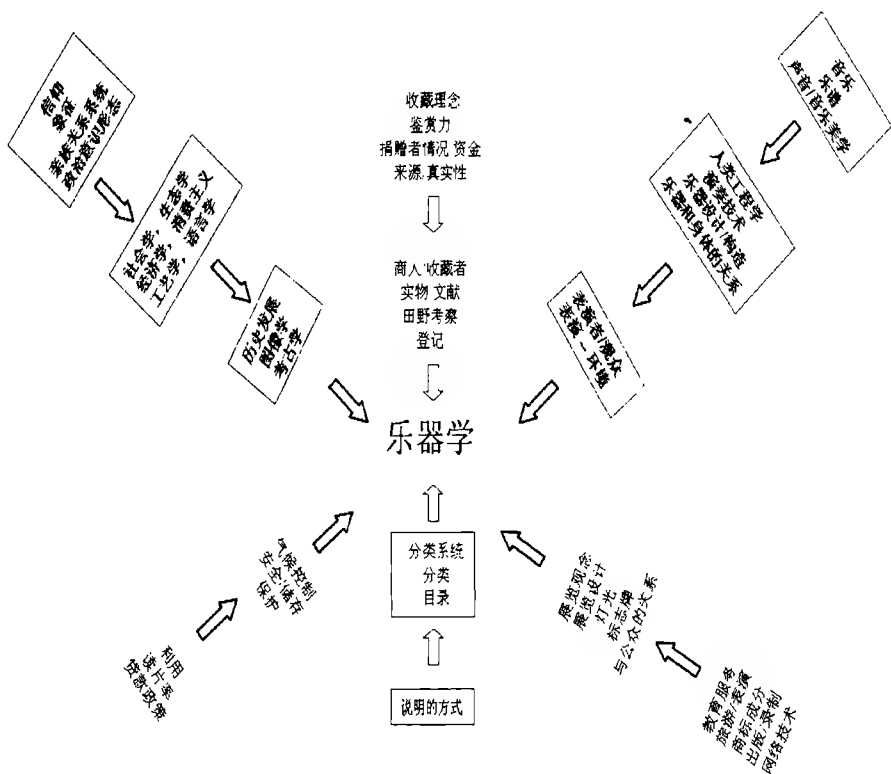 信仰
象征
亲族关系系统
政治意识形态
社会学，生态学
经济学，消费主义
工艺学，语言学
历史发展
图像学
考古学
收藏理念
鉴赏力
捐赠者情况 资金
来源 真实性
商人 收藏者
实物 文献
田野考察
登记
音乐
乐谱
声音/音乐美学
人类工程学
演奏技术
乐器设计/构造
乐器和身体的关系
表演者/观众
表演－环境
乐器学
气候控制
安全/储存
保护
利用
读片率
贷款政策
分类系统
分类
目录
说明的方式
展览观念
展览设计
灯光
标志牌
与公众的关系
教育服务
旅游/表演
商标成分
出版/录制
网络技术